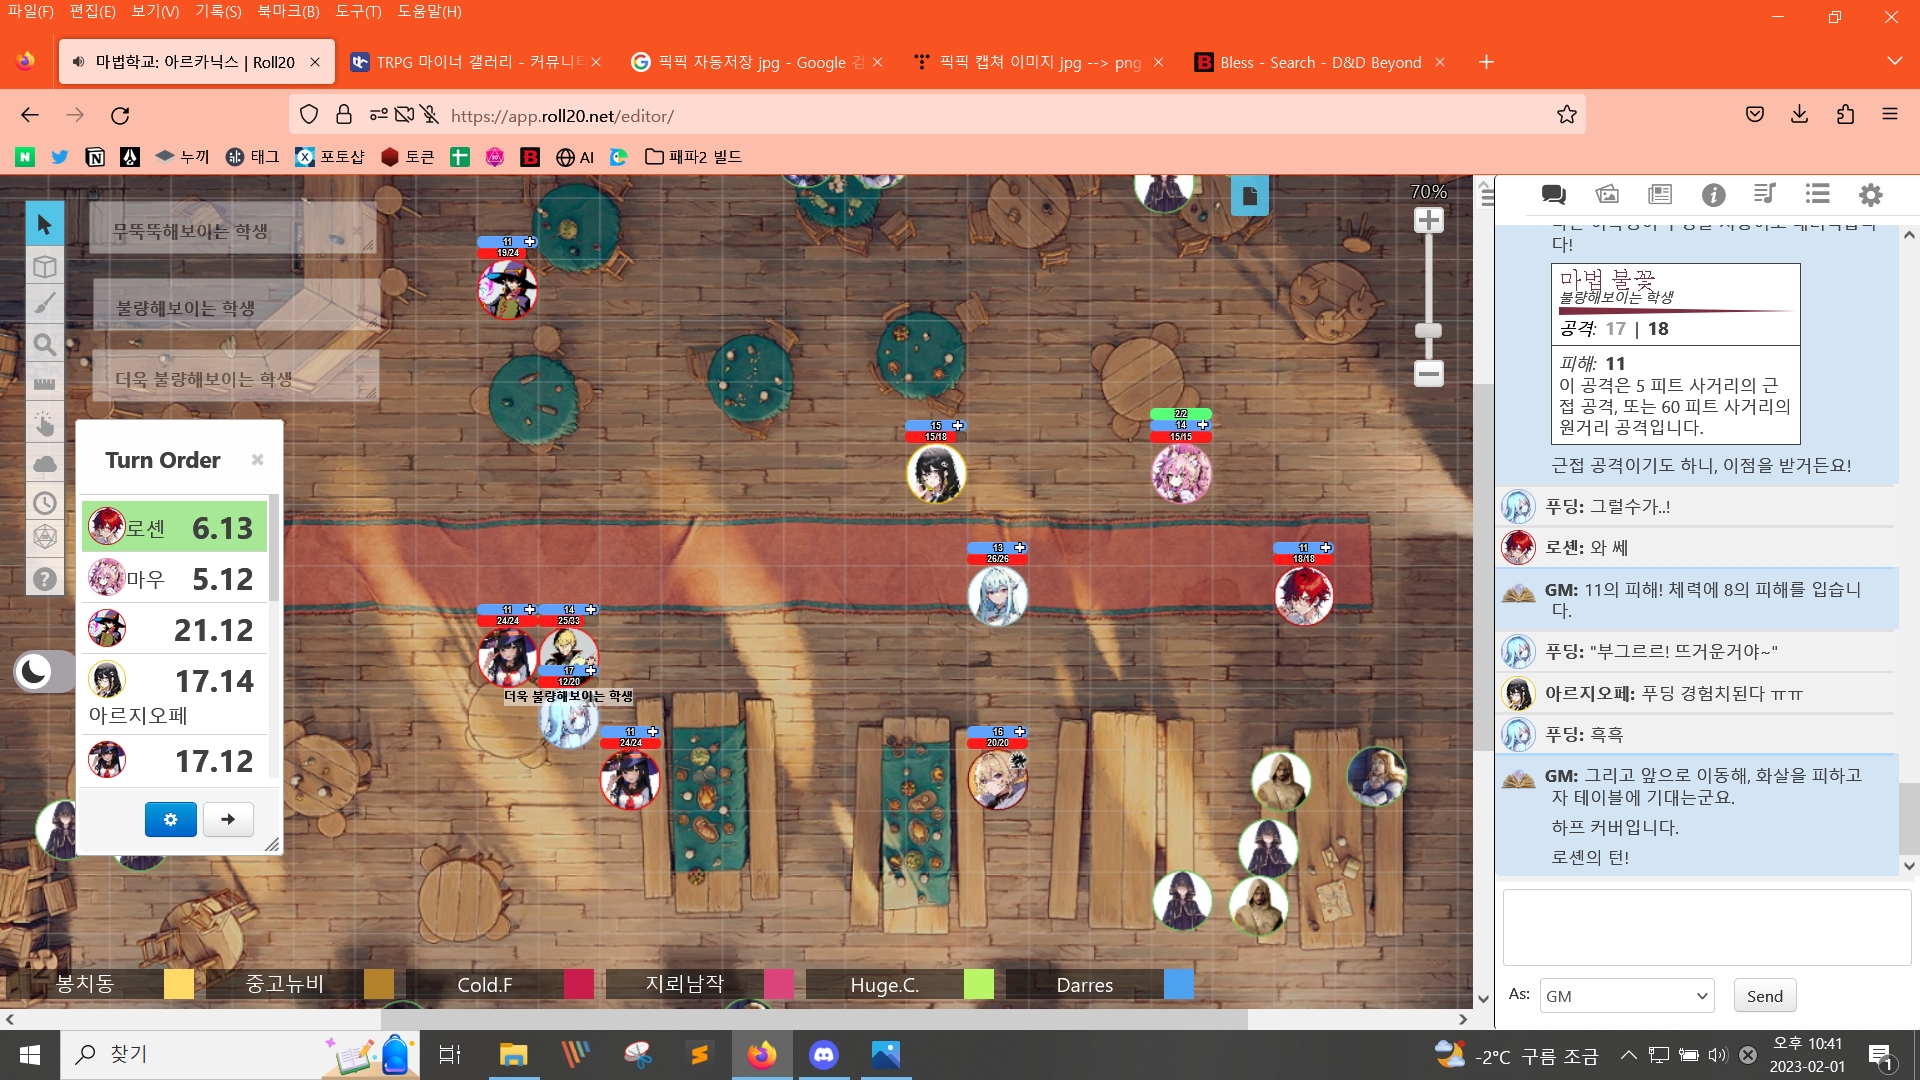 파일(F) 편집(E) 보기(V) 기록(S) 북마크(B) 도구(T) 도움말(H)
마법학교: 아르카닉스 | Roll20
TRPG 마이너 갤러리 - 커뮤니티
픽픽 자동저장 jpg - Google 검
픽픽 캡쳐 이미지 jpg --> png
Bless - Search - D&D Beyond
https://app.roll20.net/editor/
누끼 태그 포토샵 토큰 AI 패파2 빌드
70%
무뚝뚝해보이는 학생
불량해보이는 학생
더욱 불량해보이는 학생
Turn Order
로셴 6.13
마우 5.12
21.12
17.14
아르지오페
17.12
11
19/24
15
15/18
2/2
14
15/15
13
26/26
11
18/18
11
24/24
14
25/33
17
12/20
더욱 불량해보이는 학생
11
24/24
16
20/20
봉치동
중고뉴비
Cold.F
지뢰남작
Huge.C.
Darres
다!
마법 불꽃
불량해보이는 학생
공격: 17 | 18
피해: 11
이 공격은 5 피트 사거리의 근
접 공격, 또는 60 피트 사거리의
원거리 공격입니다.
근접 공격이기도 하니, 이점을 받거든요!
푸딩: 그럴수가..!
로셴: 와 쎄
GM: 11의 피해! 체력에 8의 피해를 입습니
다.
푸딩: "부그르르! 뜨거운거야~"
아르지오페: 푸딩 경험치된다 ㅠㅠ
푸딩: 흑흑
GM: 그리고 앞으로 이동해, 화살을 피하고
자 테이블에 기대는군요.
하프 커버입니다.
로셴의 턴!
As: GM Send
찾기
-2°C 구름 조금
오후 10:41
2023-02-01
1